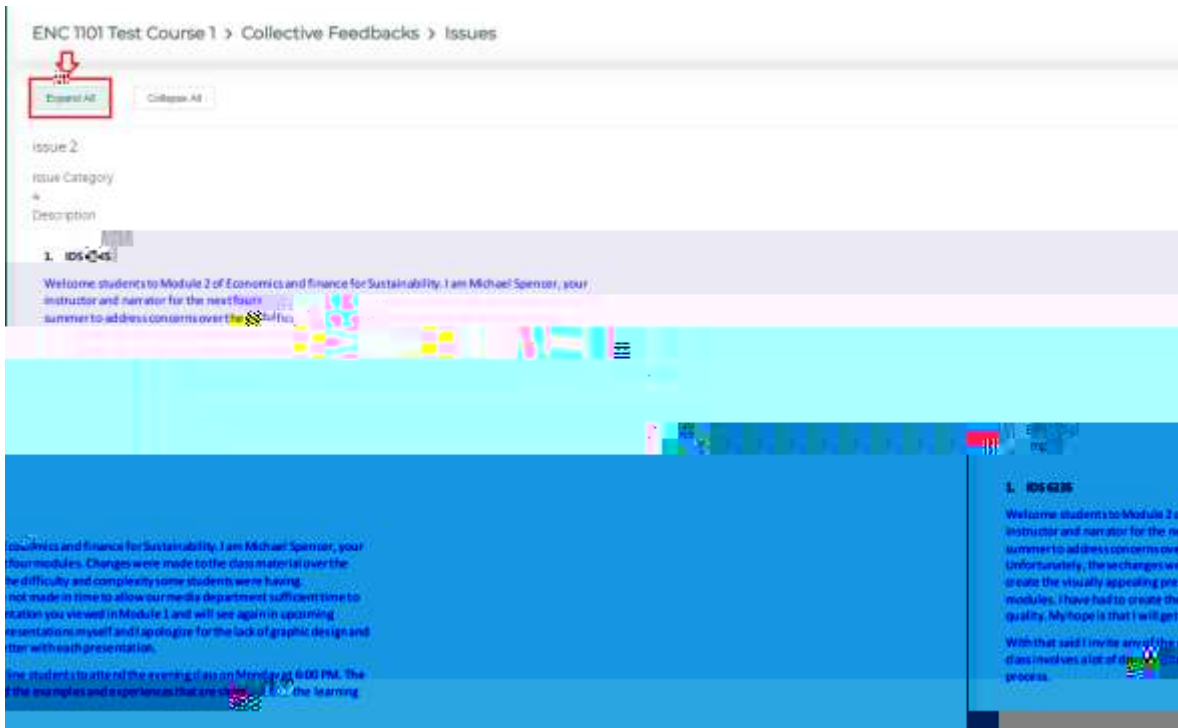 ENC 1101 Test Course 1 > Collective Feedbacks > Issues
Expand All
Collapse All
issue 2
Issue Category
4
Description
1. IDS
Welcome students to Module 2 of Economics and finance for Sustainability. I am Michael Spencer, your
instructor and narrator for the next four
summer to address concerns over the
and finance for Sustainability. I am Michael Spencer, your
four modules. Changes were made to the class material over the
he difficulty and complexity some students were having.
not made in time to allow our media department sufficent time to
ntation you viewed in Module 1 and will see again in upcoming
resentations myself and I apologize for the lack of graphic design and
tter with each presentation.
line students to attend the evening class on Monday at 6:00 PM. The
f the examples and experiences that are the learning
1. IDS 6235
Welcome students to Module 2 o
instructor and narrator for the ne
summer to address concerns ove
Unfortunately, these changes we
create the visually appealing pre
modules. I have had to create the
quality. My hope is that I will get
With that said I invite any of the
class involves a lot of
process.